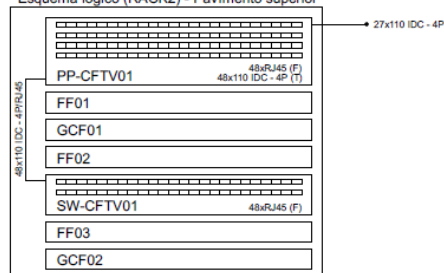 Esquema lógico (RACK2) - Pavimento superior
27x110 IDC - 4P
48xRJ45 (F)
PP-CFTV01
48x110 IDC - 4P (T)
48x110 IDC - 4P/RJ45
FF01
GCF01
FF02
SW-CFTV01
48xRJ45 (F)
FF03
GCF02